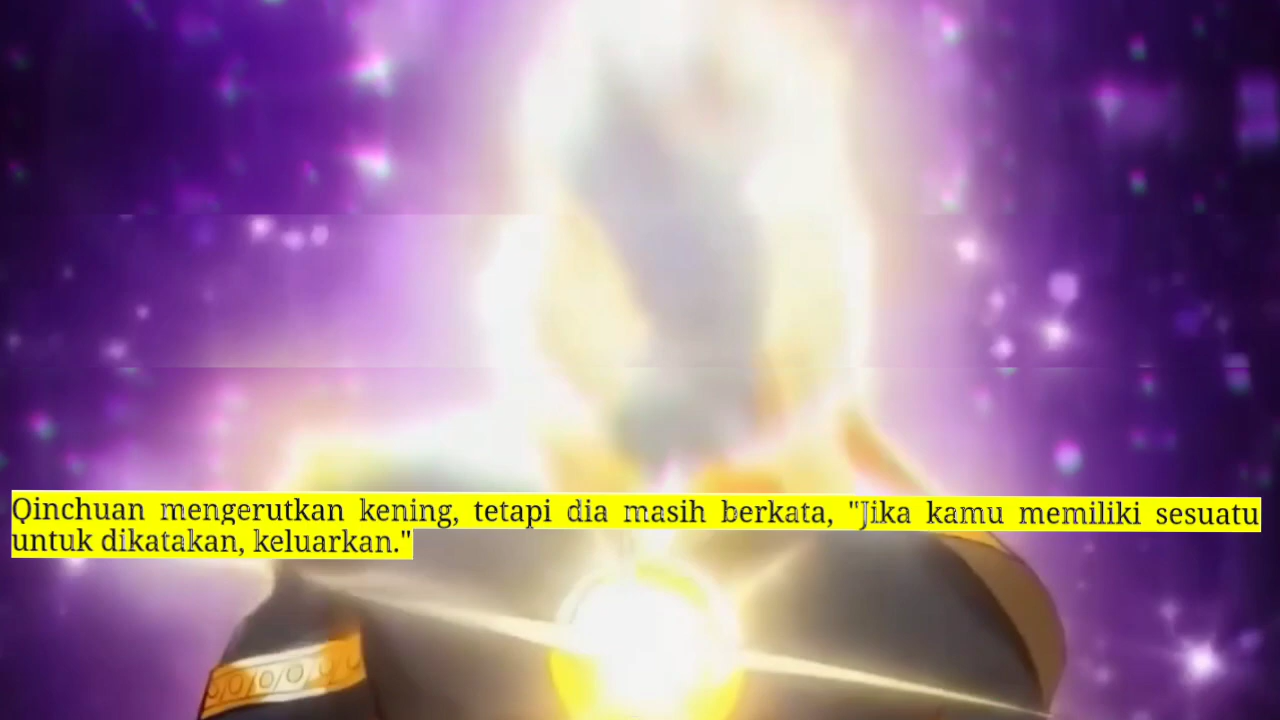 Qinchuan mengerutkan kening, tetapi dia masih berkata, "Jika kamu memiliki sesuatu
untuk dikatakan, keluarkan."